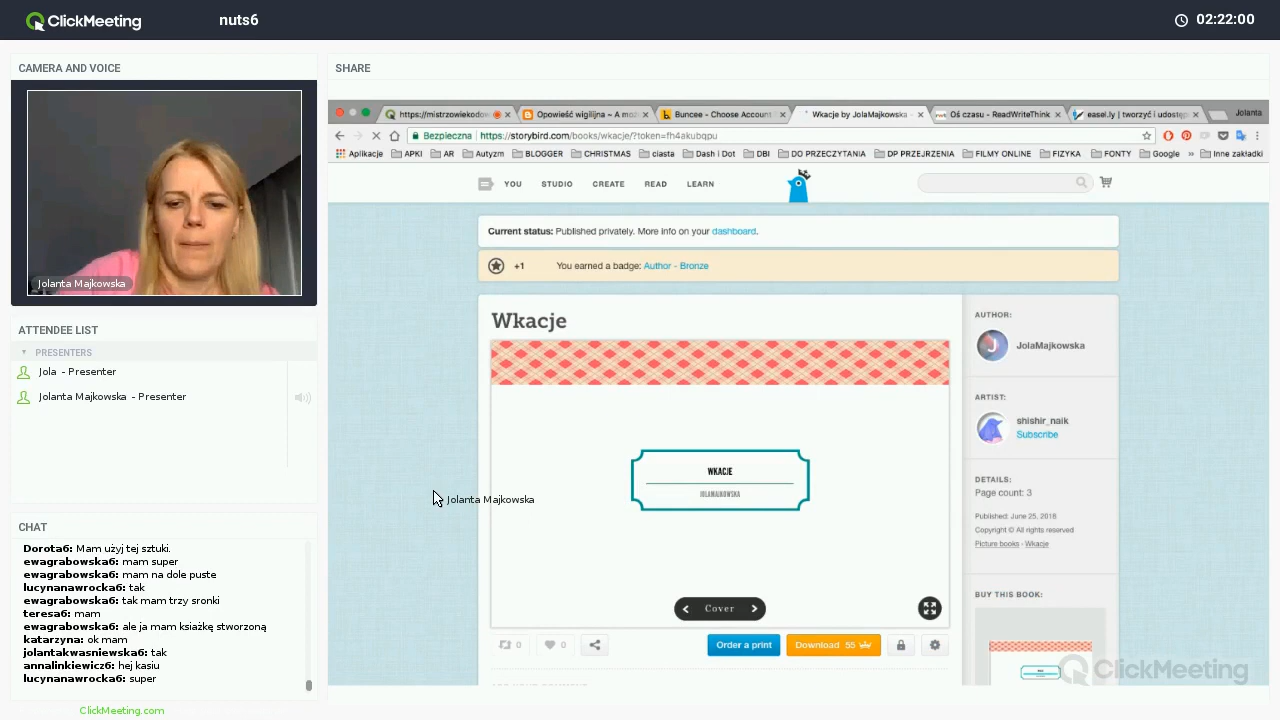 ClickMeeting
nuts6
02:22:00
CAMERA AND VOICE
Jolanta Majkowska
ATTENDEE LIST
PRESENTERS
Jola - Presenter
Jolanta Majkowska - Presenter
CHAT
Dorota6: Mam użyj tej sztuki.
ewagrabowska6: mam super
ewagrabowska6: mam na dole puste
lucynanawrocka6: tak
ewagrabowska6: tak mam trzy sronki
teresa6: mam
ewagrabowska6: ale ja mam ksiażkę stworzoną
katarzyna: ok mam
jolantakwasniewska6: tak
annalinkiewicz6: hej kasiu
lucynanawrocka6: super
ClickMeeting.com
SHARE
https://mistrzowiekodow
Opowieść wigilijna ~ A mo
Buncee - Choose Account
Wkacje by JolaMajkowska -
Oś czasu - ReadWriteThink
easel.ly | tworzyć i udostęp
Jolanta
Bezpieczna
https://storybird.com/books/wkacje/?token=fh4akubqpu
Aplikacje
APKI
AR
Autyzm
BLOGGER
CHRISTMAS
ciasta
Dash i Dot
DBI
DO PRZECZYTANIA
DP PRZEJRZENIA
FILMY ONLINE
FIZYKA
FONTY
Google
»
Inne zakładki
YOU
STUDIO
CREATE
READ
LEARN
Current status: Published privately. More info on your dashboard.
+1
You earned a badge: Author - Bronze
Wkacje
WKACJE
JOLAMAJKOWSKA
Jolanta Majkowska
Cover
0
0
Order a print
Download 55
AUTHOR:
JolaMajkowska
ARTIST:
shishir_naik
Subscribe
DETAILS:
Page count: 3
Published: June 25, 2018
Copyright © All rights reserved
Picture books · Wkacje
BUY THIS BOOK:
ClickMeeting